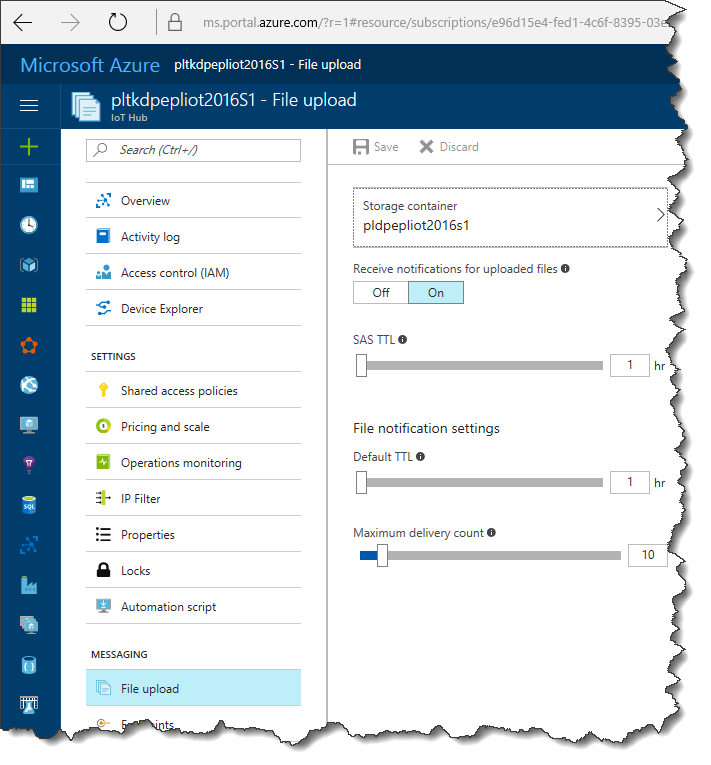 ms.portal.azure.com/?r=1#resource/subscriptions/e96d15e4-fed1-4c6f-8395-03e
Microsoft Azure pltkdpepliot2016S1 - File upload
pltkdpepliot2016S1 - File upload
IoT Hub
Search (Ctrl+/)
Overview
Activity log
Access control (IAM)
Device Explorer
SETTINGS
Shared access policies
Pricing and scale
Operations monitoring
IP Filter
Properties
Locks
Automation script
MESSAGING
File upload
Endpoints
SQL
Save Discard
Storage container
pldpepliot2016s1
Receive notifications for uploaded files
Off On
SAS TTL
1 hr
File notification settings
Default TTL
1 hr
Maximum delivery count
10